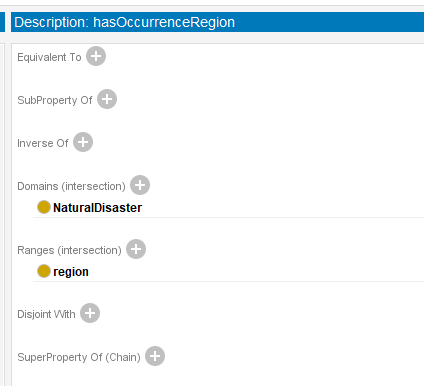 Description: hasOccurrenceRegion
Equivalent To
SubProperty Of
Inverse Of
Domains (intersection)
NaturalDisaster
Ranges (intersection)
region
Disjoint With
SuperProperty Of (Chain)